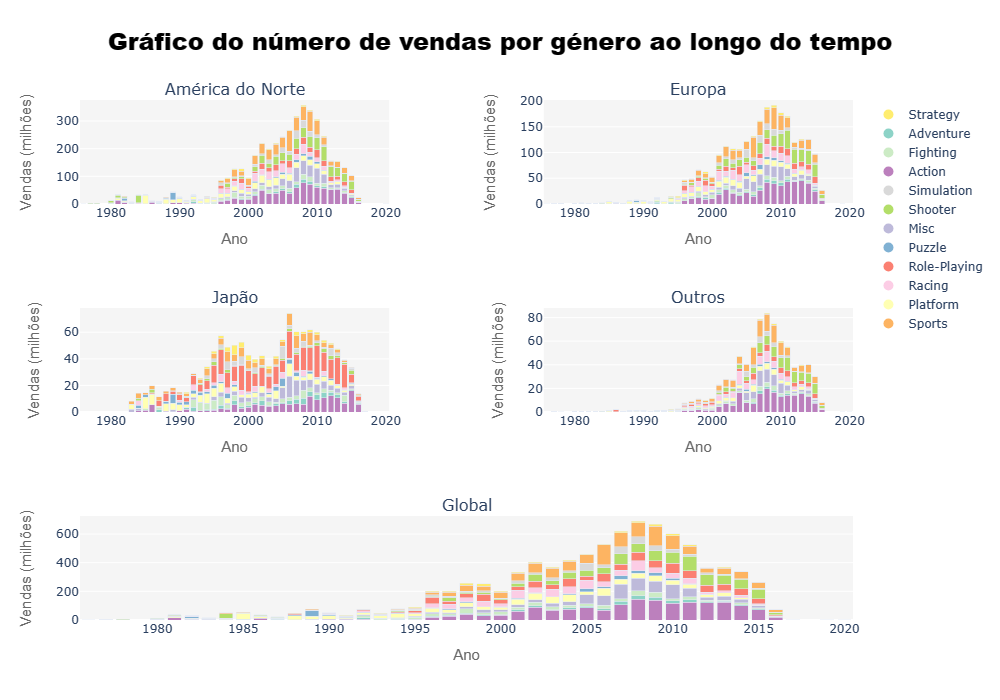 Gráfico do número de vendas por género ao longo do tempo
América do Norte
Vendas (milhões)
300
200
100
0
1980 1990 2000 2010 2020
Ano
Europa
Vendas (milhões)
200
150
100
50
0
1980 1990 2000 2010 2020
Ano
Strategy
Adventure
Fighting
Action
Simulation
Shooter
Misc
Puzzle
Role-Playing
Racing
Platform
Sports
Japão
Vendas (milhões)
60
40
20
0
1980 1990 2000 2010 2020
Ano
Outros
Vendas (milhões)
80
60
40
20
0
1980 1990 2000 2010 2020
Ano
Global
Vendas (milhões)
600
400
200
0
1980 1985 1990 1995 2000 2005 2010 2015 2020
Ano